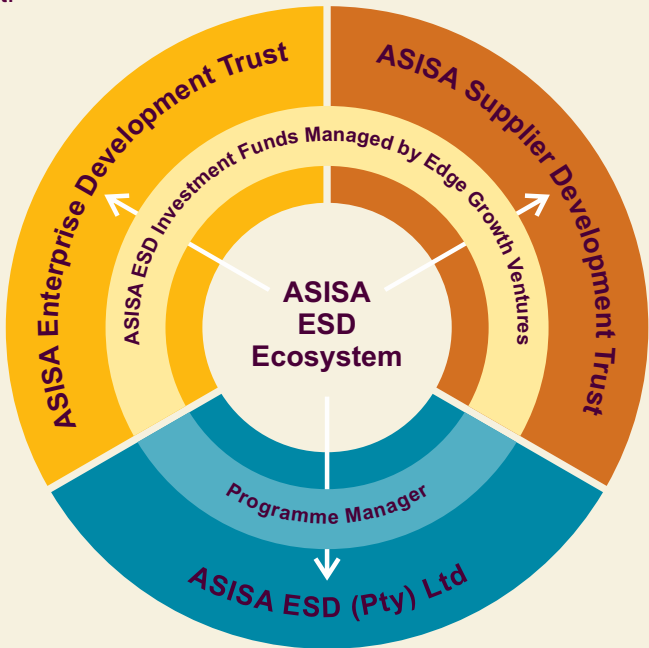 ASISA Enterprise Development Trust
ASISA Supplier Development Trust
ASISA ESD Investment Funds Managed by Edge Growth Ventures
ASISA
ESD
Ecosystem
Programme Manager
ASISA ESD (Pty) Ltd